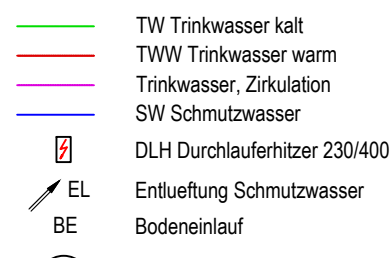 TW Trinkwasser kalt
TWW Trinkwasser warm
Trinkwasser, Zirkulation
SW Schmutzwasser
DLH Durchlauferhitzer 230/400
EL Entlueftung Schmutzwasser
BE Bodeneinlauf